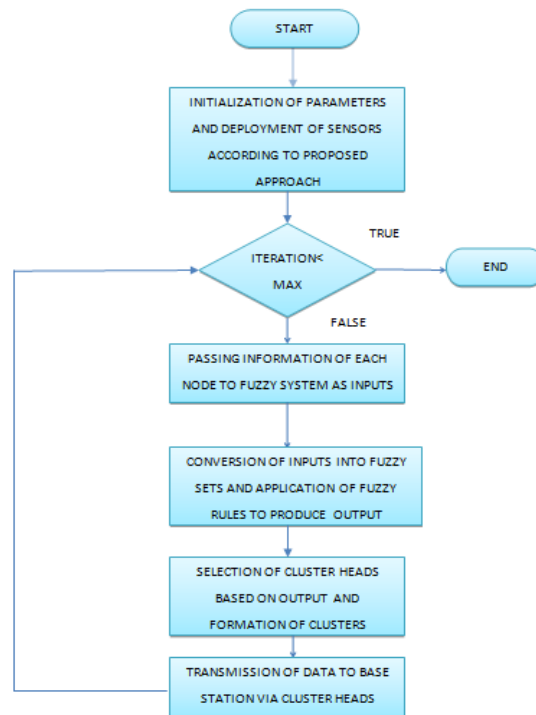 START
INITIALIZATION OF PARAMETERS
AND DEPLOYMENT OF SENSORS
ACCORDING TO PROPOSED
APPROACH
TRUE
ITERATION<
MAX
END
FALSE
PASSING INFORMATION OF EACH
NODE TO FUZZY SYSTEM AS INPUTS
CONVERSION OF INPUTS INTO FUZZY
SETS AND APPLICATION OF FUZZY
RULES TO PRODUCE OUTPUT
SELECTION OF CLUSTER HEADS
BASED ON OUTPUT AND
FORMATION OF CLUSTERS
TRANSMISSION OF DATA TO BASE
STATION VIA CLUSTER HEADS